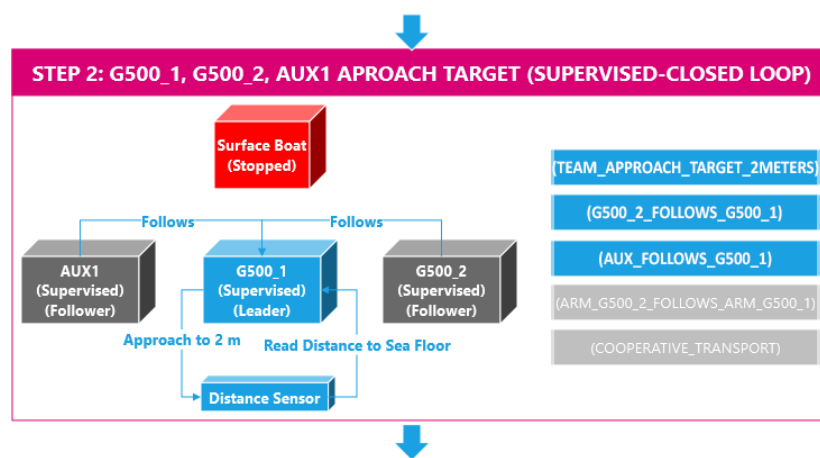 STEP 2: G500_1, G500_2, AUX1 APROACH TARGET (SUPERVISED-CLOSED LOOP)
Surface Boat
(Stopped)
(TEAM_APPROACH_TARGET_2METERS)
(G500_2_FOLLOWS_G500_1)
(AUX_FOLLOWS_G500_1)
(ARM_G500_2_FOLLOWS_ARM_G500_1)
(COOPERATIVE_TRANSPORT)
Follows
Follows
AUX1
(Supervised)
(Follower)
G500_1
(Supervised)
(Leader)
G500_2
(Supervised)
(Follower)
Approach to 2 m
Read Distance to Sea Floor
Distance Sensor